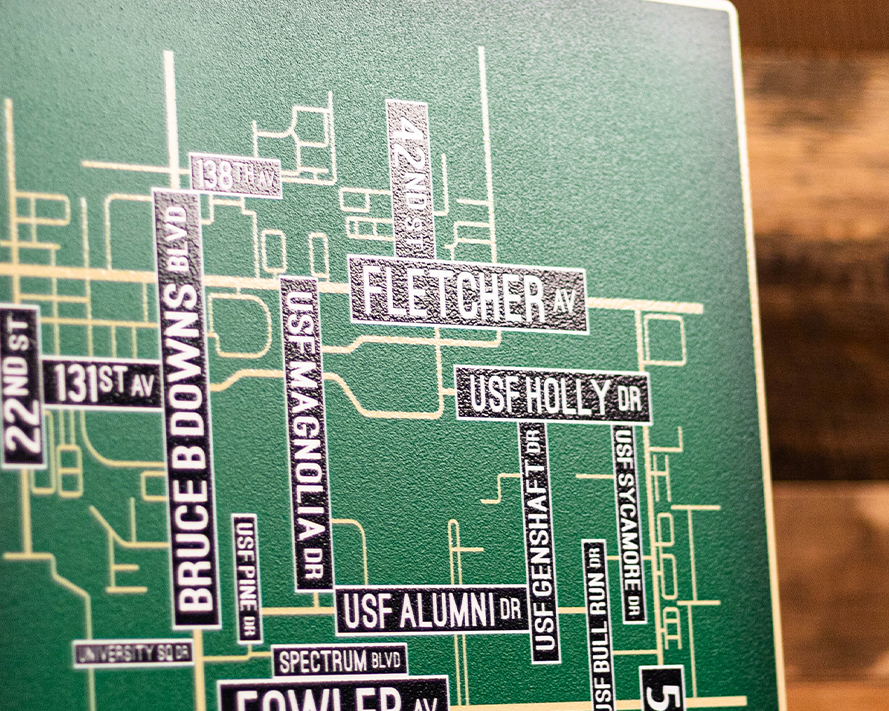 138TH AV
42ND ST
FLETCHER AV
BRUCE B DOWNS BLVD
USF MAGNOLIA DR
22ND ST
131ST AV
USF HOLLY DR
USF GENSHAFT DR
USF SYCAMORE DR
USF PINE DR
USF BULL RUN DR
USF ALUMNI DR
UNIVERSITY SQ DR
SPECTRUM BLVD
FOWLER AV
5